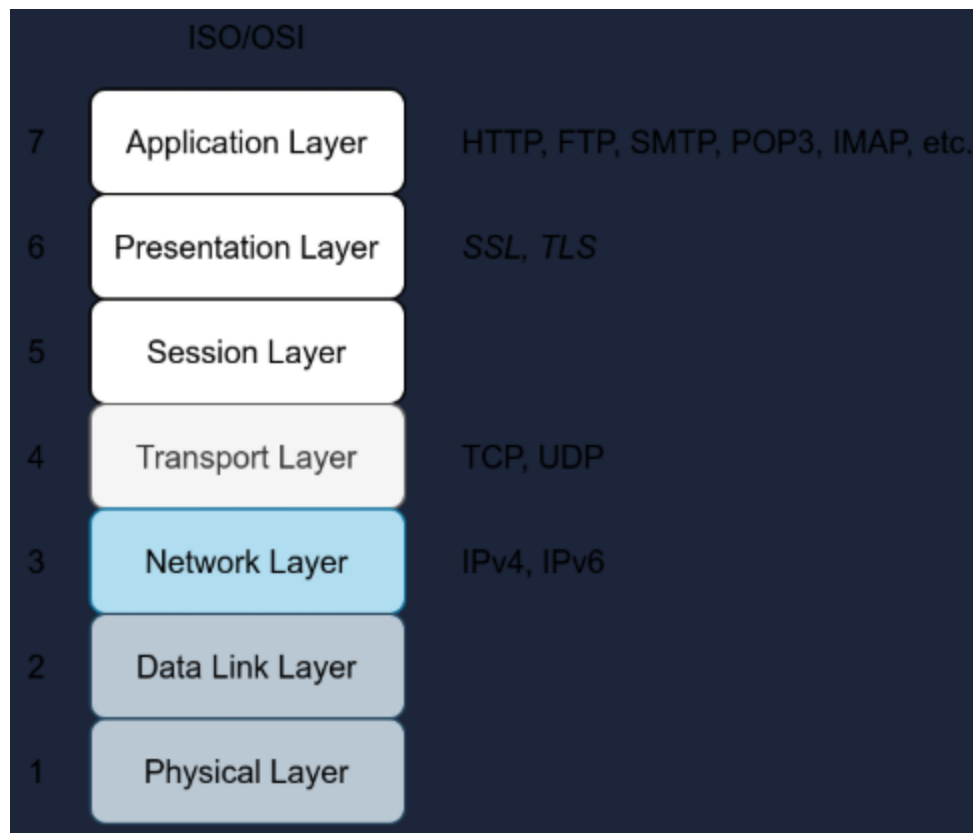 ISO/OSI
7 Application Layer HTTP, FTP, SMTP, POP3, IMAP, etc.
6 Presentation Layer SSL, TLS
5 Session Layer
4 Transport Layer TCP, UDP
3 Network Layer IPv4, IPv6
2 Data Link Layer
1 Physical Layer